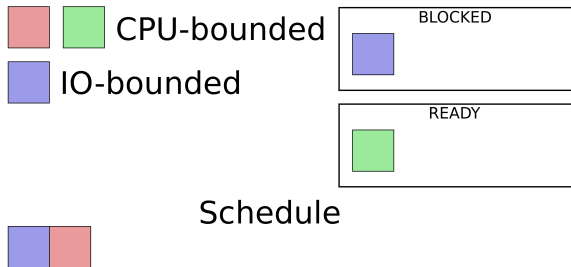 CPU-bounded
IO-bounded
BLOCKED
READY
Schedule